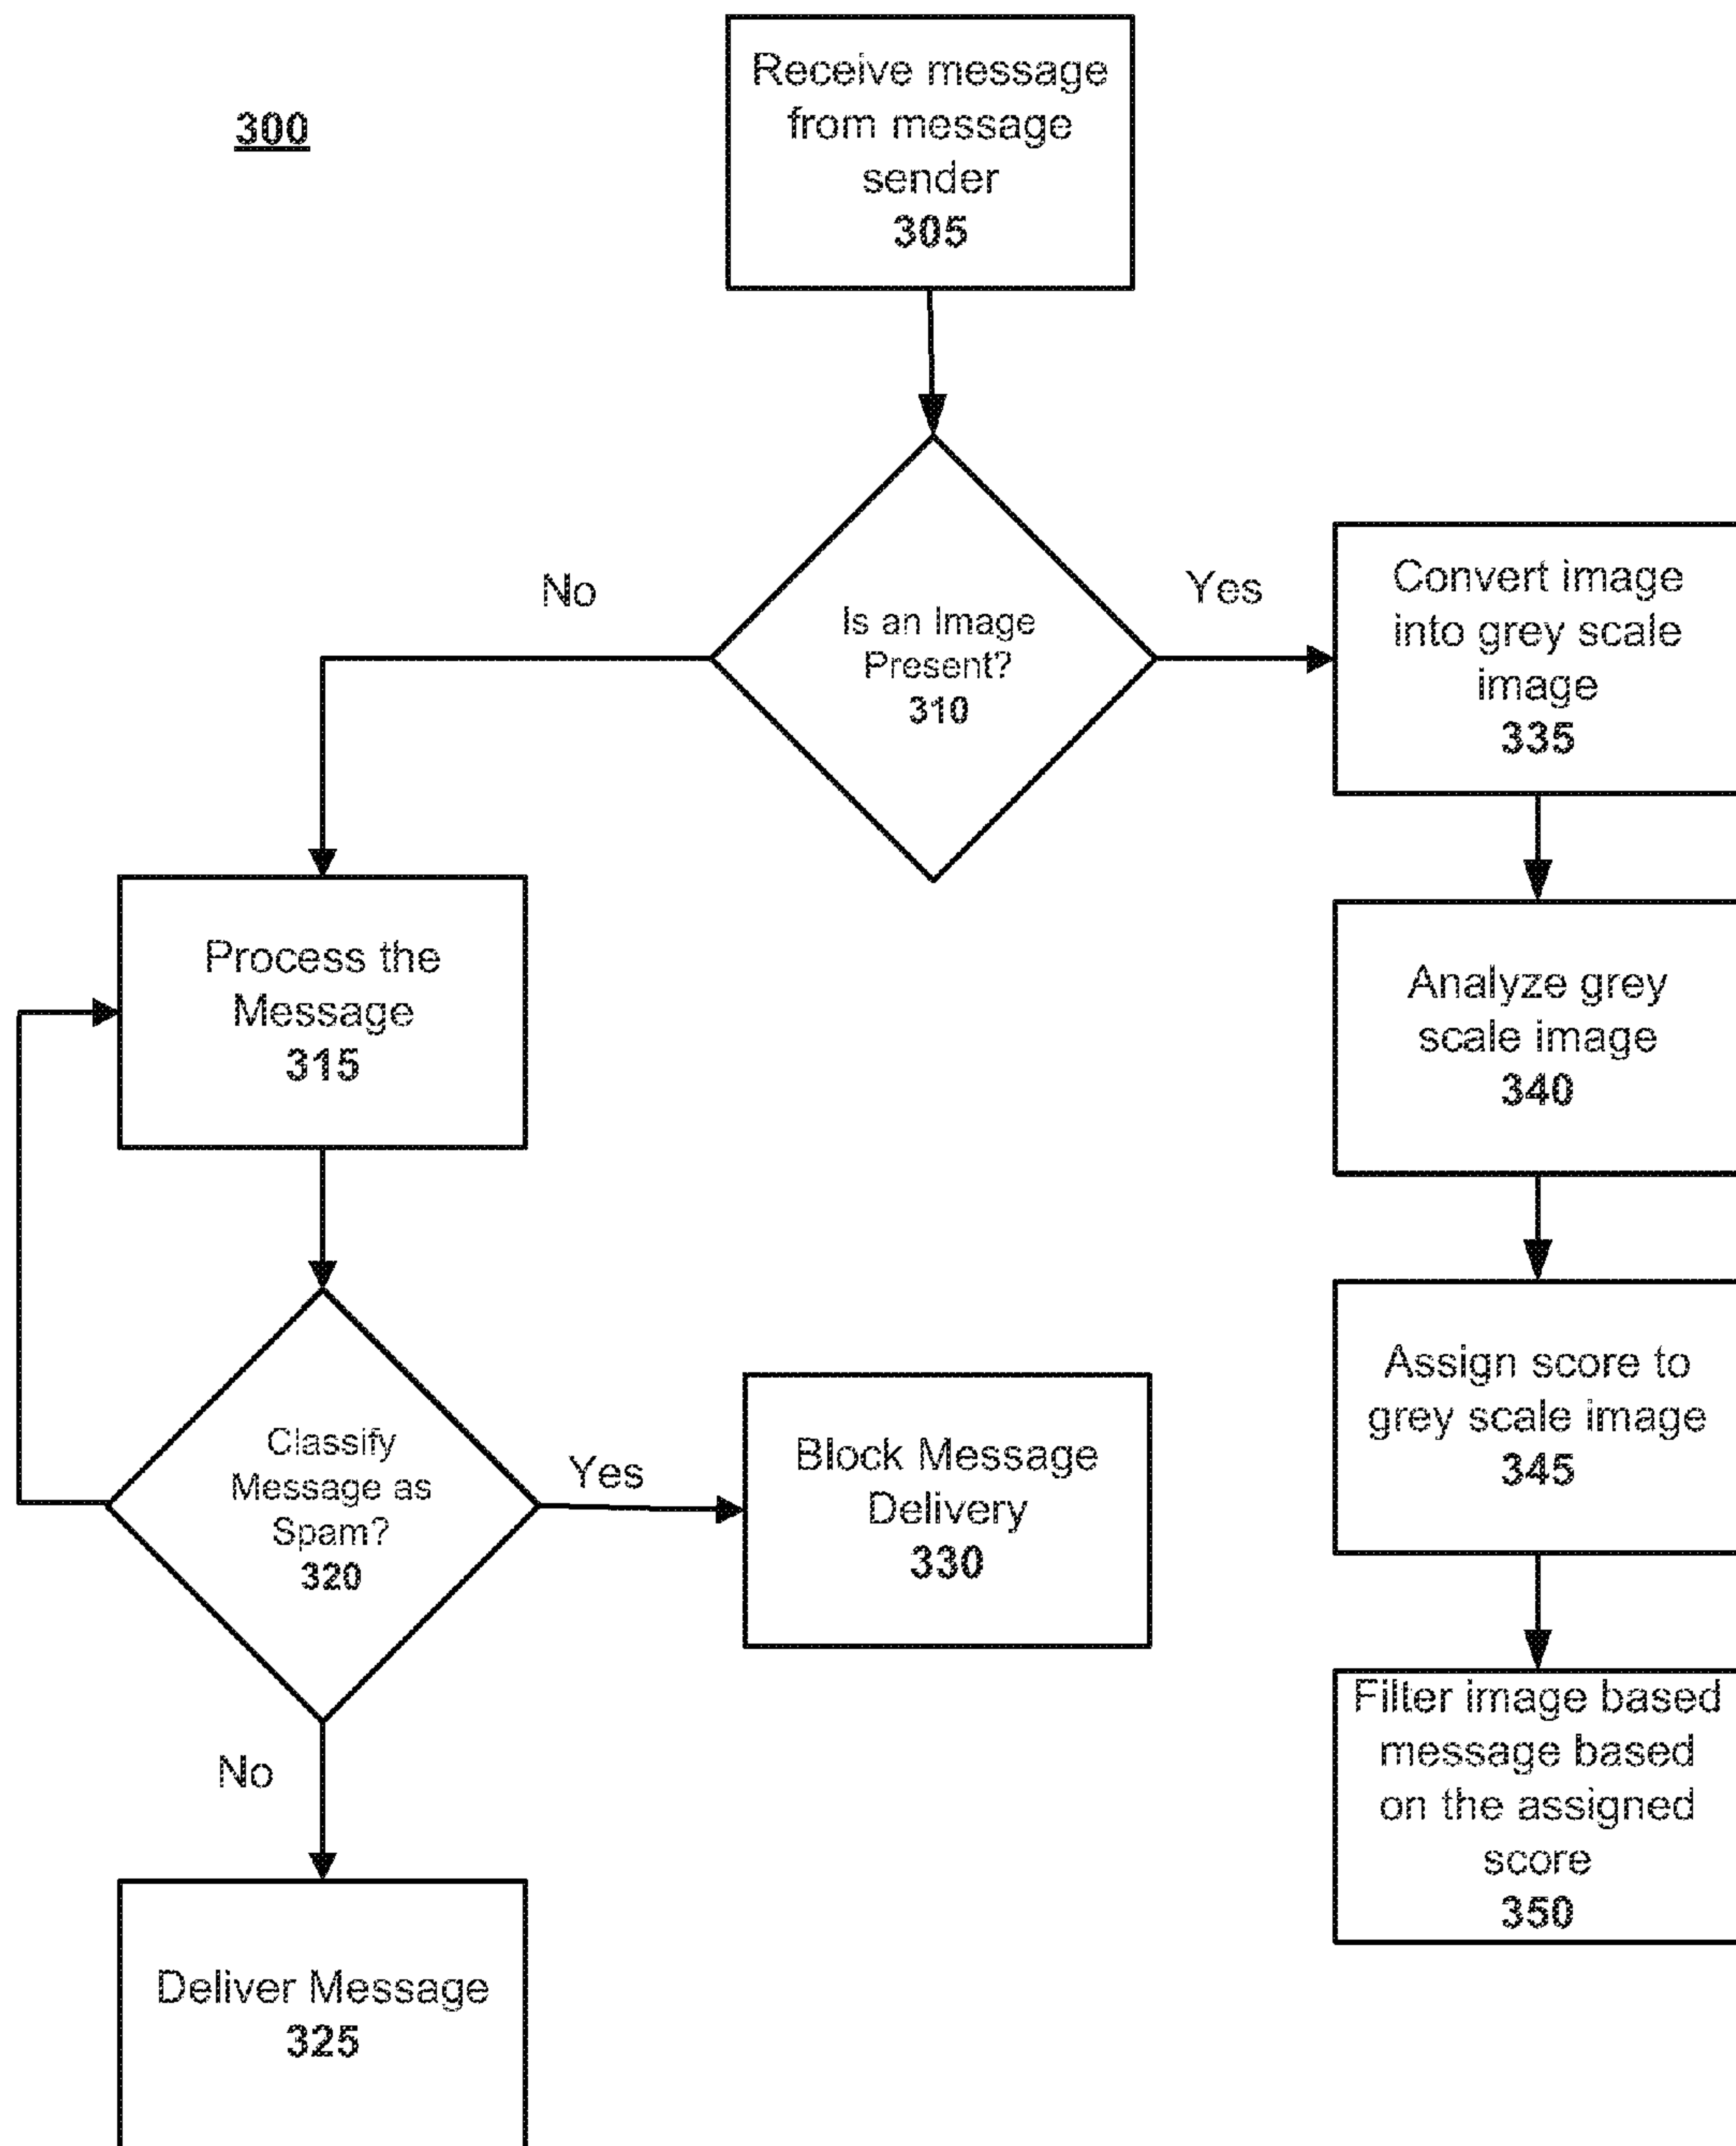 300
Receive message
from message
sender
305
Is an Image
Present?
310
No
Yes
Convert image
into grey scale
image
335
Process the
Message
315
Analyze grey
scale image
340
Classify
Message as
Spam?
320
Yes
Block Message
Delivery
330
Assign score to
grey scale image
345
No
Filter image based
message based
on the assigned
score
350
Deliver Message
325